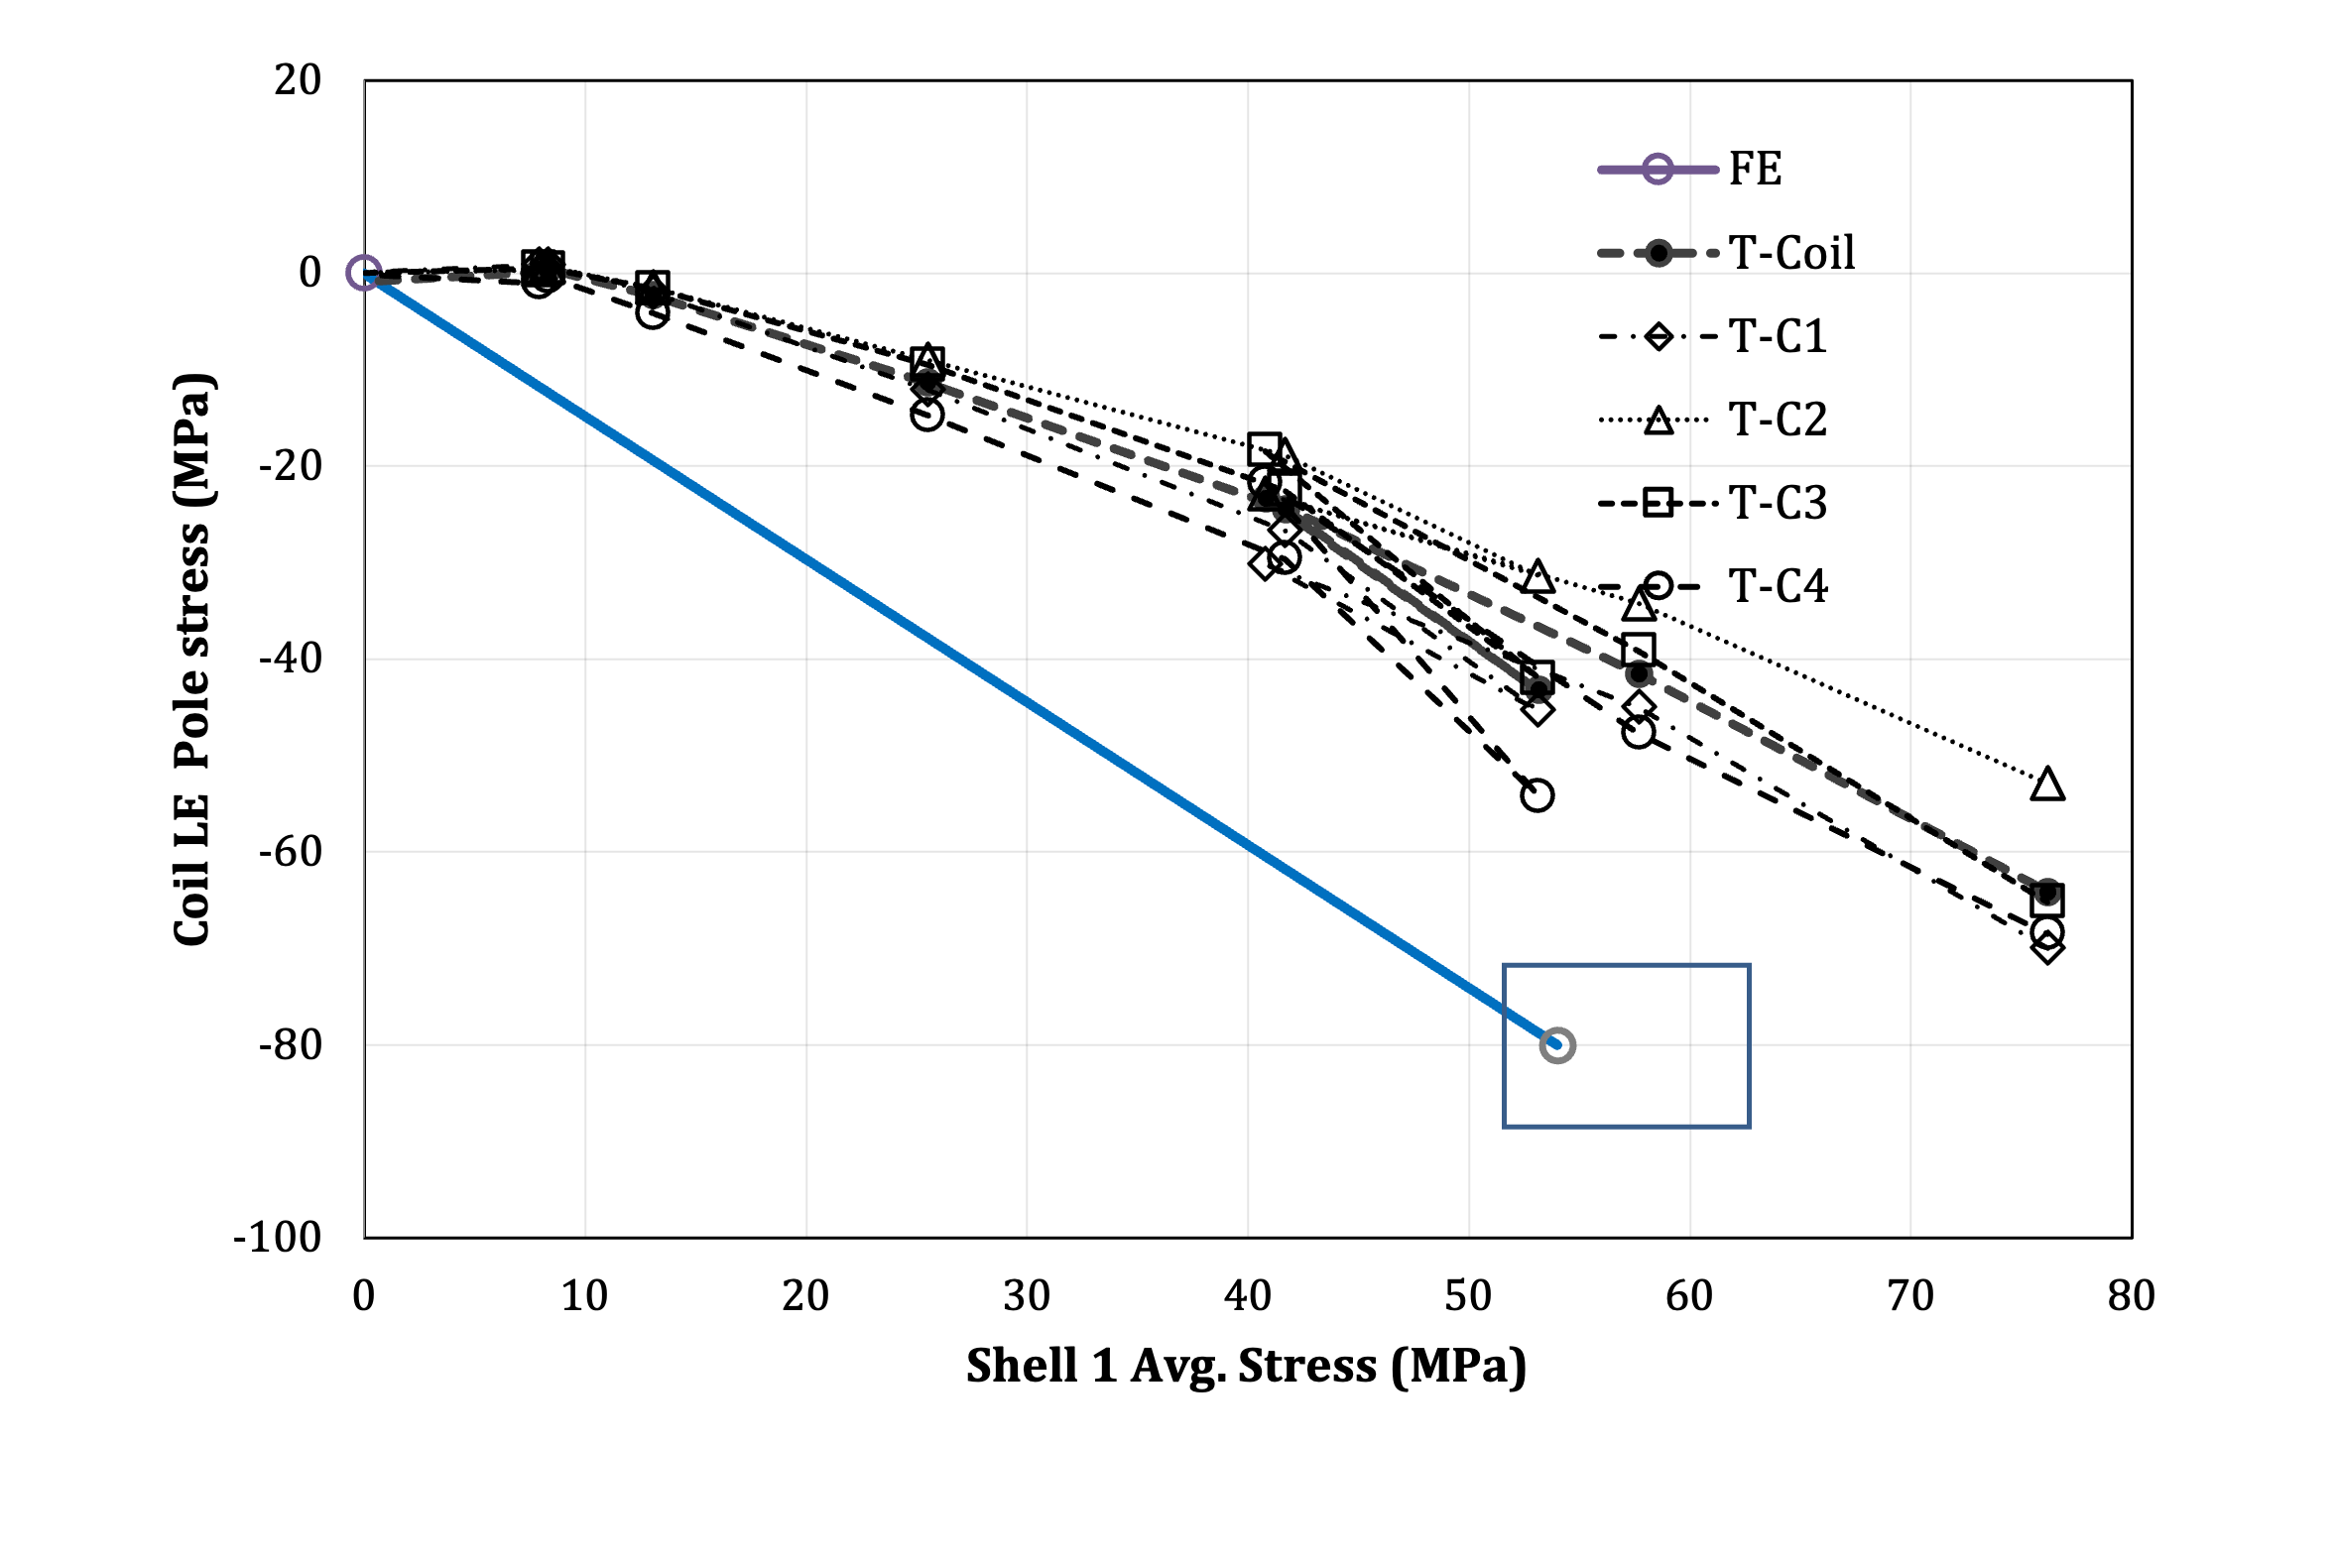 20
0
-20
-40
-60
-80
-100
Coil LE Pole stress (MPa)
FE
T-Coil
T-C1
T-C2
T-C3
T-C4
0 10 20 30 40 50 60 70 80
Shell 1 Avg. Stress (MPa)